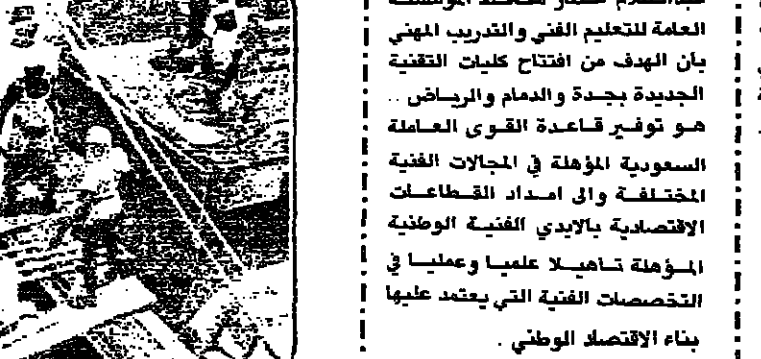 العامة للتعليم الفني والتدريب المهني
بأن الهدف من افتتاح كليات التقنية
الجديدة بجدة والدمام والرياض ..
هو توفير قاعدة القوى العاملة
السعودية المؤهلة في المجالات الفنية
المختلفة والى امداد القطاعات
الاقتصادية بالايدي الفنية الوطنية
المؤهلة تاهيلا علميا وعمليا في
التخصصات الفنية التي يعتمد عليها
بناء الاقتصاد الوطني .